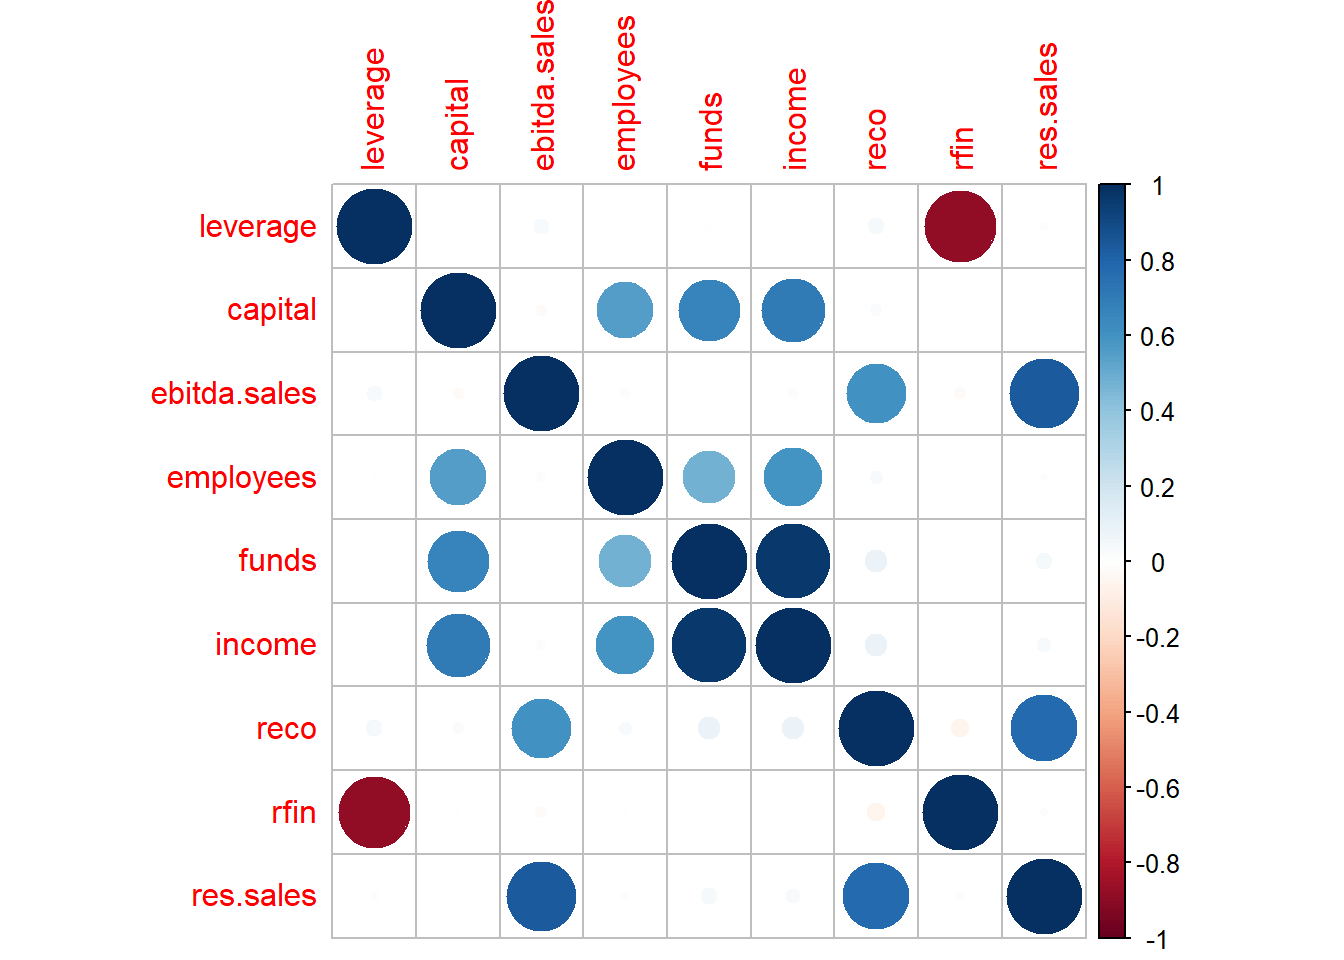 leverage
capital
ebitda.sales
employees
funds
income
reco
rfin
res.sales
leverage
capital
ebitda.sales
employees
funds
income
reco
rfin
res.sales
1
0.8
0.6
0.4
0.2
0
-0.2
-0.4
-0.6
-0.8
-1